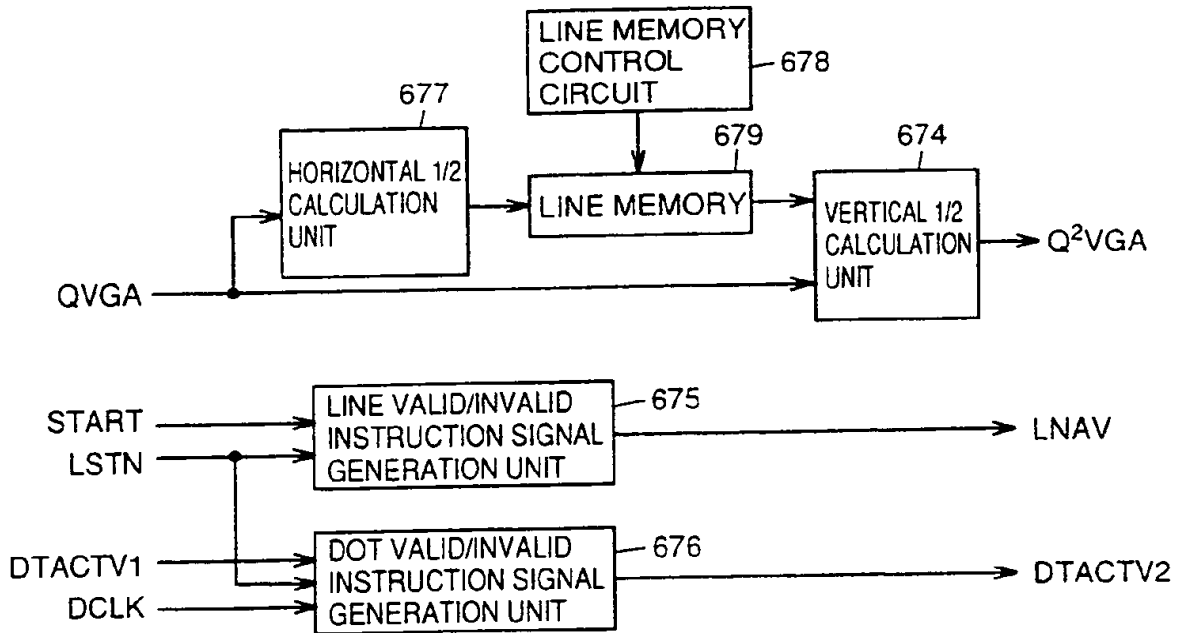 LINE MEMORY
CONTROL
CIRCUIT
678
677
679
674
HORIZONTAL 1/2
CALCULATION
UNIT
LINE MEMORY
VERTICAL 1/2
CALCULATION
UNIT
Q²VGA
QVGA
START
LSTN
LINE VALID/INVALID
INSTRUCTION SIGNAL
GENERATION UNIT
675
LNAV
DTACTV1
DCLK
DOT VALID/INVALID
INSTRUCTION SIGNAL
GENERATION UNIT
676
DTACTV2